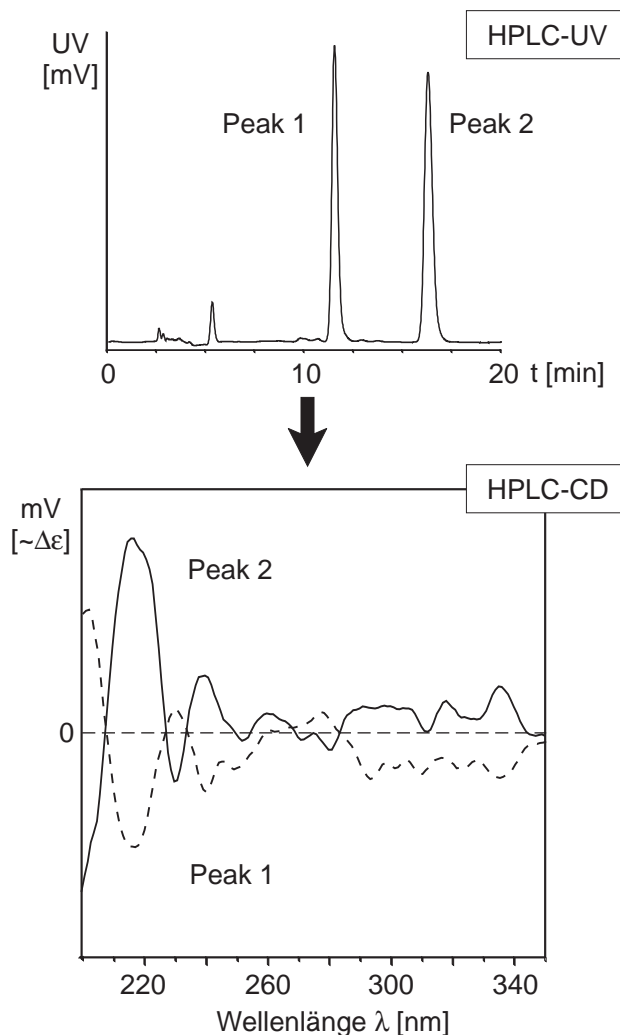 HPLC-UV
UV
[mV]
Peak 1
Peak 2
0
10
20
t [min]
HPLC-CD
mV
[~Δε]
Peak 2
0
Peak 1
220
260
300
340
Wellenlänge λ [nm]